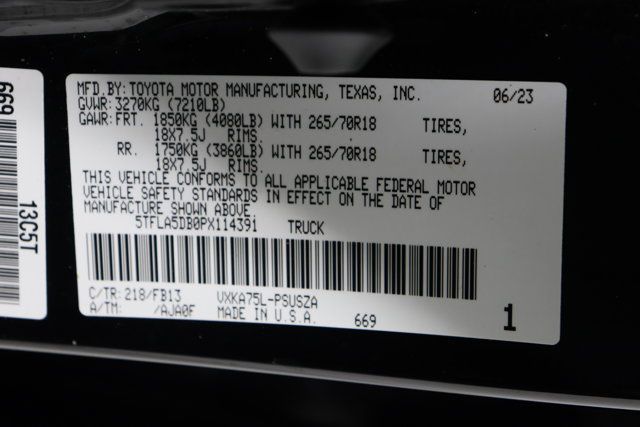 MFD.BY:TOYOTA MOTOR MANUFACTURING, TEXAS, INC. 06/23
GVWR:3270KG (7210LB)
GAWR:FRT. 1850KG (4080LB) WITH 265/70R18 TIRES,
18X7.5J RIMS.
RR. 1750KG (3860LB) WITH 265/70R18 TIRES,
18X7.5J RIMS.
THIS VEHICLE CONFORMS TO ALL APPLICABLE FEDERAL MOTOR
VEHICLE SAFETY STANDARDS IN EFFECT ON THE DATE OF
MANUFACTURE SHOWN ABOVE.
5TFLA5DB0PX114391 TRUCK
C/TR:218/FB13 VXKA75L-PSUSZA
A/TM: /AJA0F MADE IN U.S.A. 669 1
669
13C5T